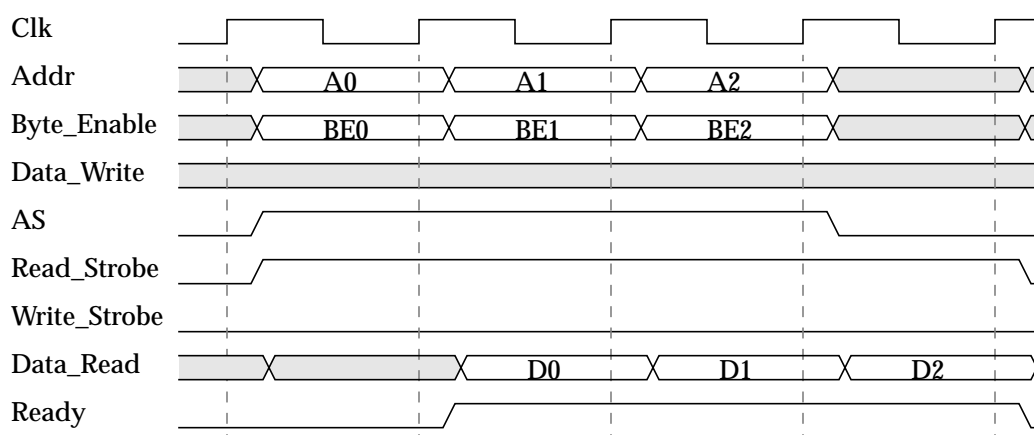 Clk
Addr A0 A1 A2
Byte_Enable BE0 BE1 BE2
Data_Write
AS
Read_Strobe
Write_Strobe
Data_Read D0 D1 D2
Ready